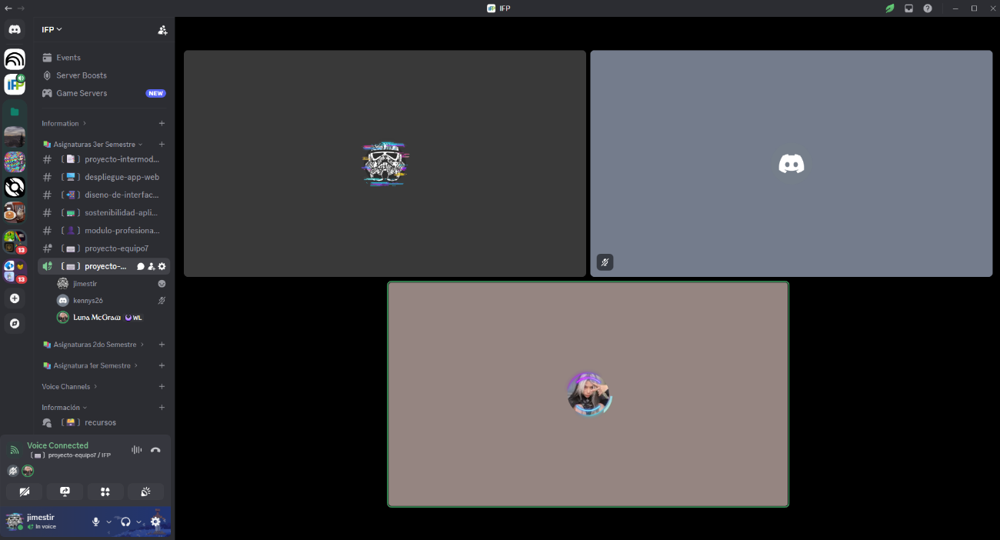 IFP
IFP
Events
Server Boosts
Game Servers NEW
Information
Asignaturas 3er Semestre
proyecto-intermod...
despliegue-app-web
diseno-de-interfac...
sostenibilidad-apli...
modulo-profesiona...
proyecto-equipo7
proyecto-...
jimestir
kennys26
Luna McGraw WL
Asignaturas 2do Semestre
Asignatura 1er Semestre
Voice Channels
Información
recursos
13
13
Voice Connected
proyecto-equipo7 / IFP
jimestir
In voice